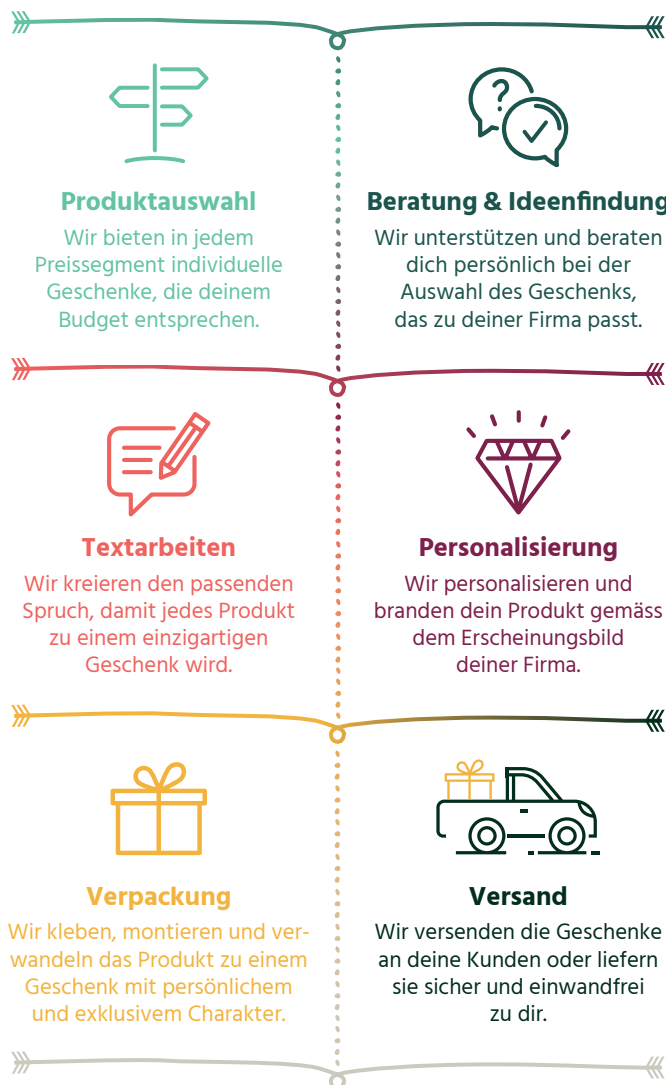 Produktauswahl
Wir bieten in jedem
Preissegment individuelle
Geschenke, die deinem
Budget entsprechen.
Beratung & Ideenfindung
Wir unterstützen und beraten
dich persönlich bei der
Auswahl des Geschenks,
das zu deiner Firma passt.
Textarbeiten
Wir kreieren den passenden
Spruch, damit jedes Produkt
zu einem einzigartigen
Geschenk wird.
Personalisierung
Wir personalisieren und
branden dein Produkt gemäss
dem Erscheinungsbild
deiner Firma.
Verpackung
Wir kleben, montieren und ver-
wandeln das Produkt zu einem
Geschenk mit persönlichem
und exklusivem Charakter.
Versand
Wir versenden die Geschenke
an deine Kunden oder liefern
sie sicher und einwandfrei
zu dir.